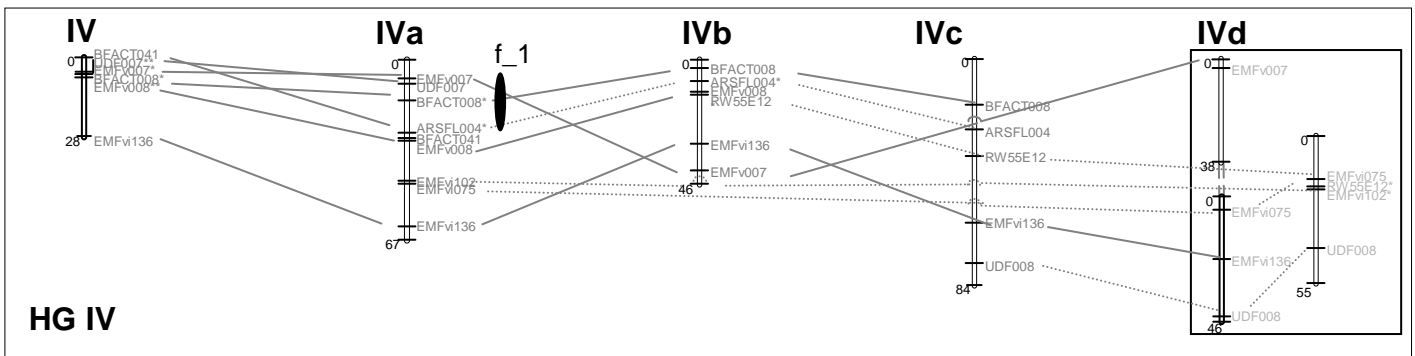 IV
0
BFACT041
UDF007**
EMFv007*
BFACT008*
EMFv008**
28
EMFvi136
IVa
0
EMFv007
UDF007
BFACT008*
ARSFL004*
BFACT041
EMFv008
EMFvi102
EMFvi075
EMFvi136
67
f_1
IVb
0
BFACT008
ARSFL004*
EMFv008
RW55E12
EMFvi136
EMFv007
46
IVc
0
BFACT008
ARSFL004
RW55E12
EMFvi136
UDF008
84
IVd
0
EMFv007
38
0
EMFvi075
EMFvi136
UDF008
46
0
EMFvi075
RW55E12*
EMFvi102*
UDF008
55
HG IV